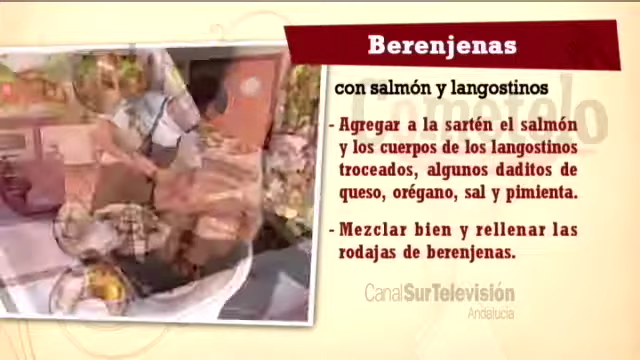 Berenjenas
con salmón y langostinos
Cómetelo
- Agregar a la sartén el salmón
y los cuerpos de los langostinos
troceados, algunos daditos de
queso, orégano, sal y pimienta.
- Mezclar bien y rellenar las
rodajas de berenjenas.
CanalSurTelevisión
Andalucía